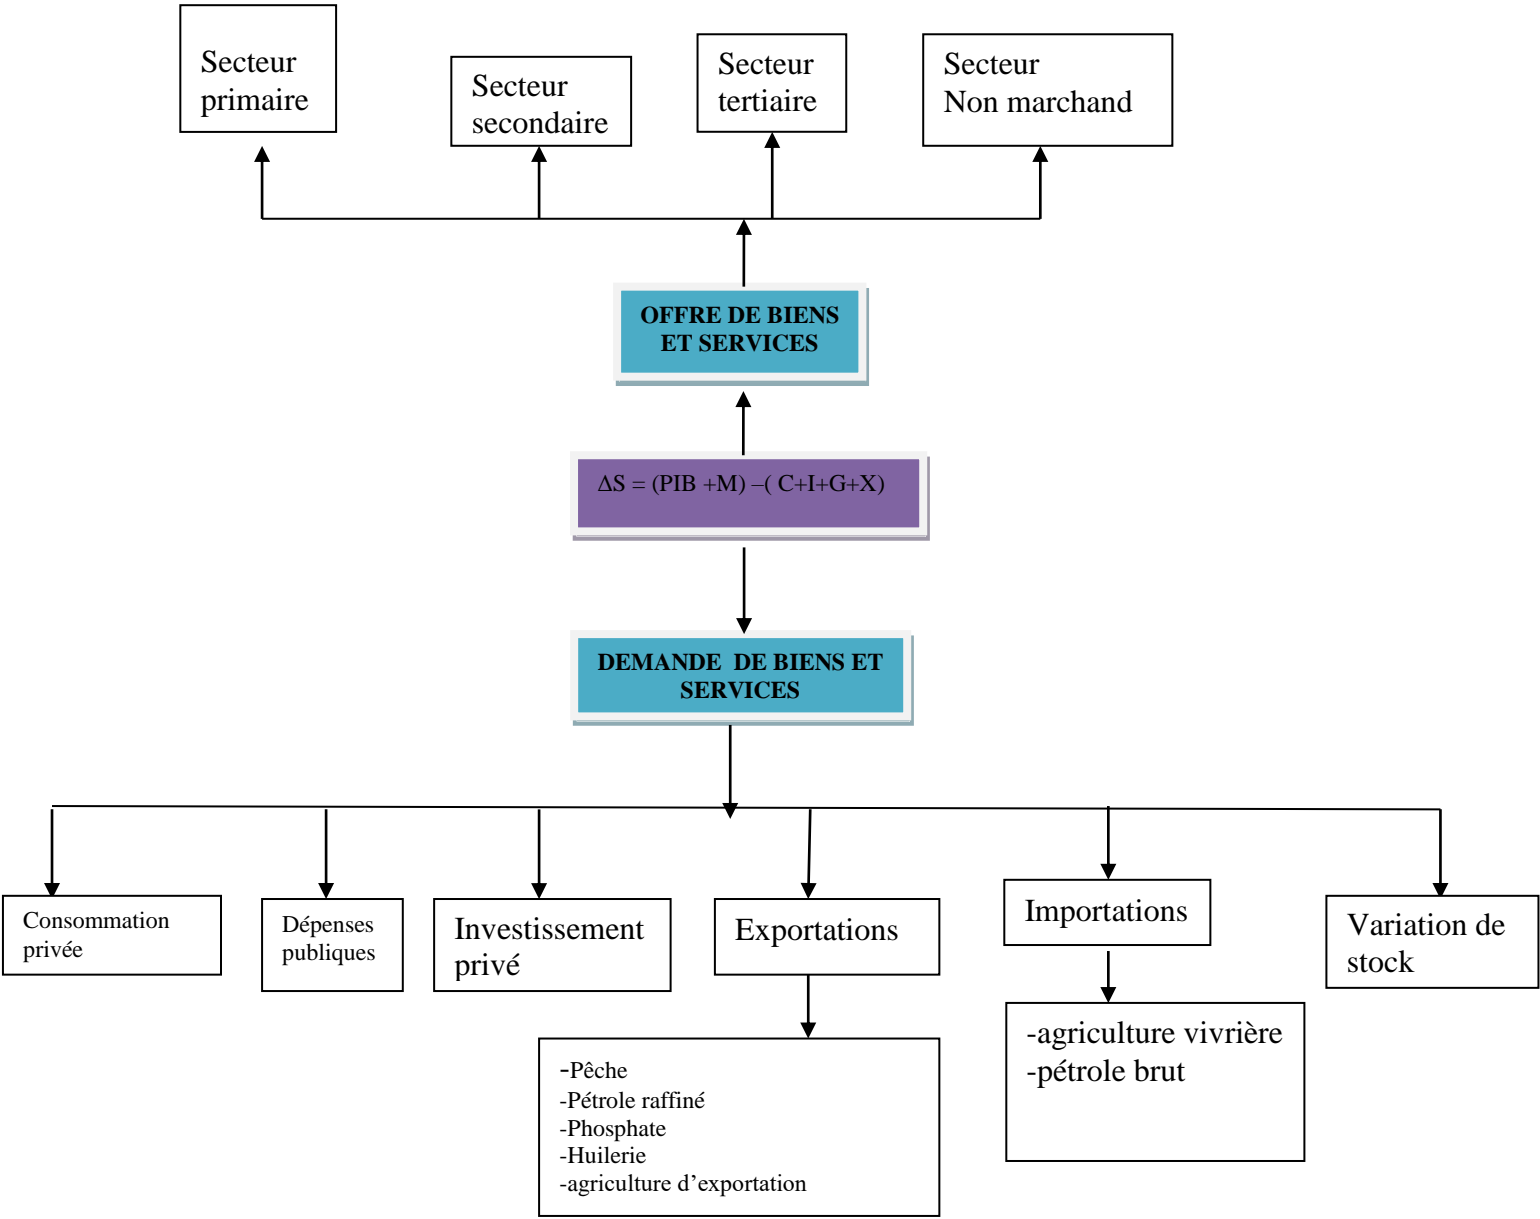 Secteur
primaire
Secteur
secondaire
Secteur
tertiaire
Secteur
Non marchand
OFFRE DE BIENS
ET SERVICES
ΔS = (PIB +M) –( C+I+G+X)
DEMANDE DE BIENS ET
SERVICES
Consommation
privée
Dépenses
publiques
Investissement
privé
Exportations
Importations
Variation de
stock
-Pêche
-Pétrole raffiné
-Phosphate
-Huilerie
-agriculture d’exportation
-agriculture vivrière
-pétrole brut